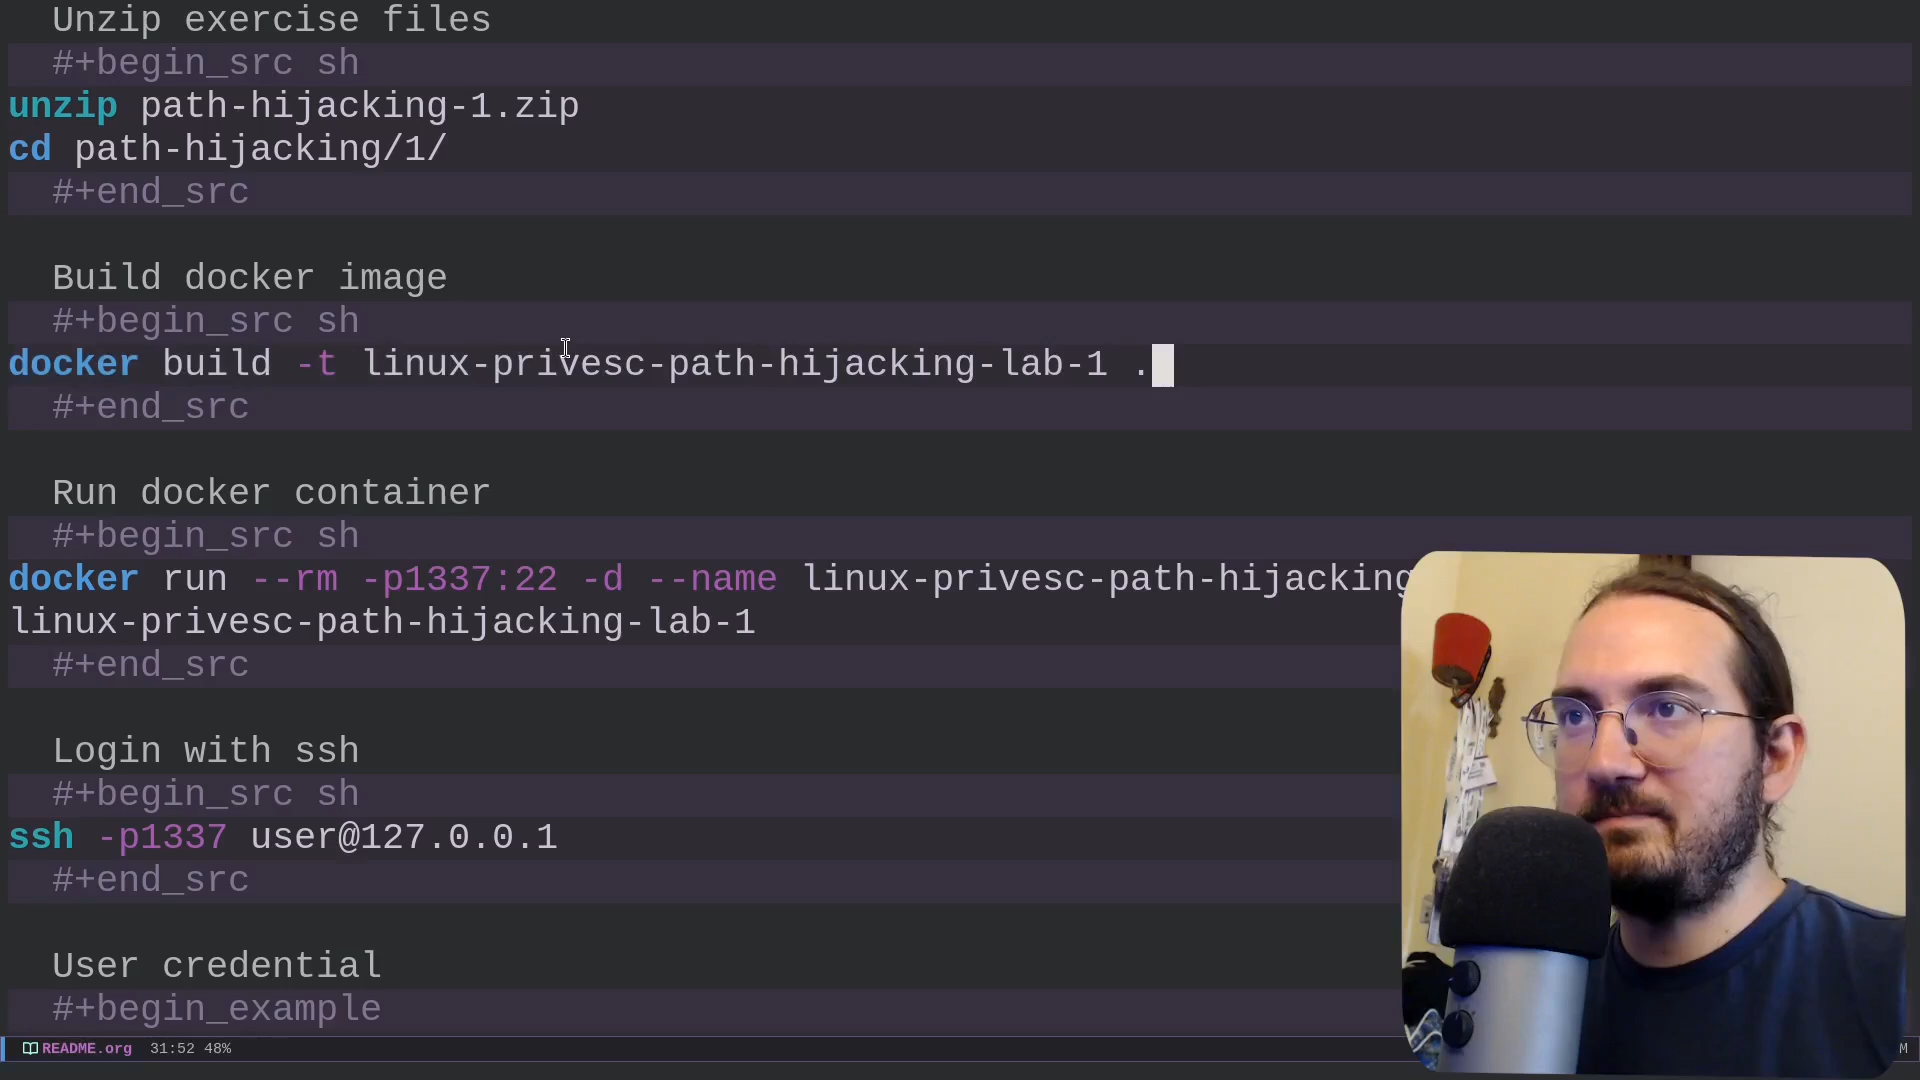 Unzip exercise files
#+begin_src sh
unzip path-hijacking-1.zip
cd path-hijacking/1/
#+end_src
Build docker image
#+begin_src sh
docker build -t linux-privesc-path-hijacking-lab-1 .
#+end_src
Run docker container
#+begin_src sh
docker run --rm -p1337:22 -d --name linux-privesc-path-hijacking
linux-privesc-path-hijacking-lab-1
#+end_src
Login with ssh
#+begin_src sh
ssh -p1337 user@127.0.0.1
#+end_src
User credential
#+begin_example
README.org 31:52 48%
M